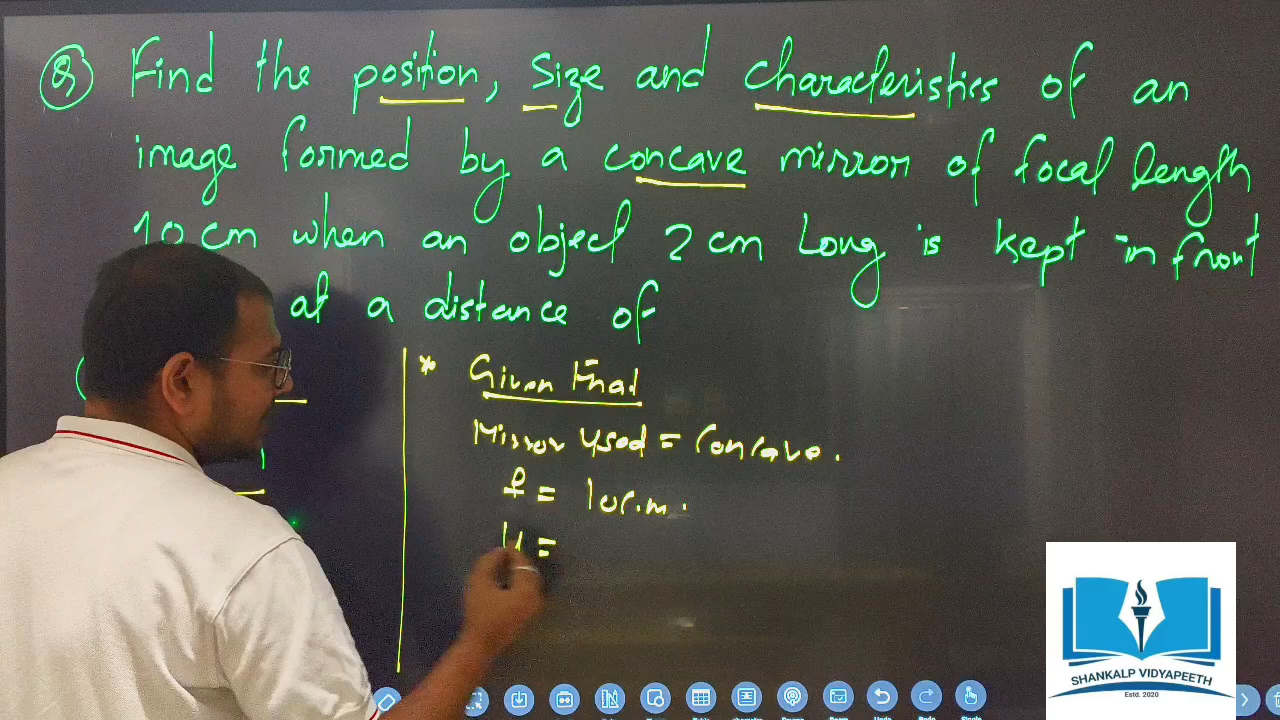 Q Find the position, size and characteristics of an
image formed by a concave mirror of focal length
10 cm when an object 2 cm Long is kept in front
at a distance of
* Given that
Mirror used = Concave.
f = 10c.m.
u =
SHANKALP VIDYAPEETH
Estd. 2020